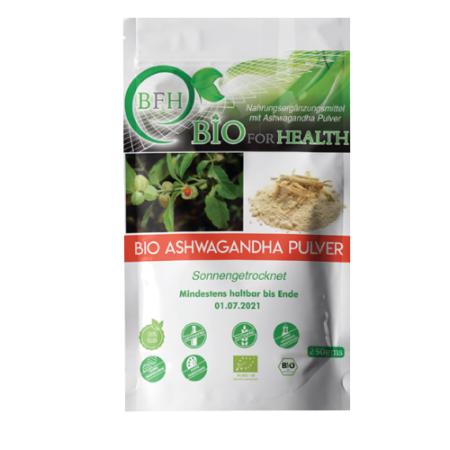 BFH
Nahrungsergänzungsmittel
mit Ashwagandha Pulver
BIO FOR HEALTH
BIO ASHWAGANDHA PULVER
Sonnengetrocknet
Mindestens haltbar bis Ende
01.07.2021
250gms
BIO